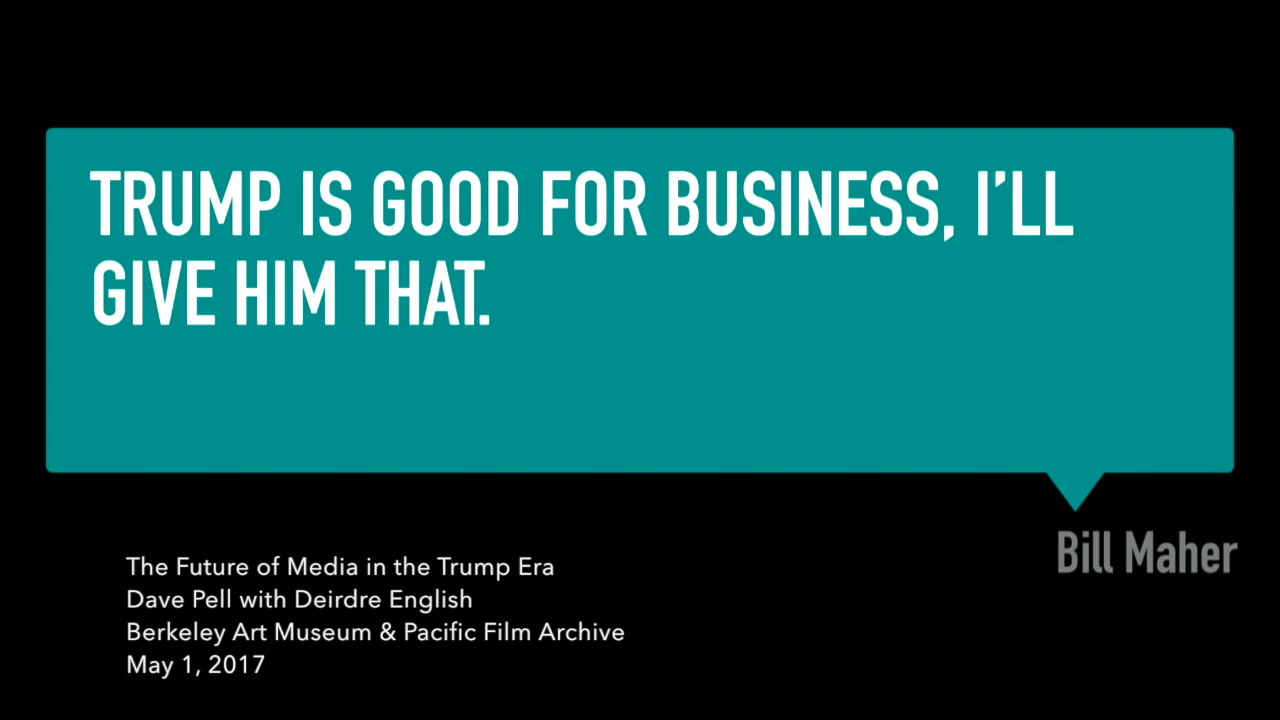 TRUMP IS GOOD FOR BUSINESS, I’LL
GIVE HIM THAT.
Bill Maher
The Future of Media in the Trump Era
Dave Pell with Deirdre English
Berkeley Art Museum & Pacific Film Archive
May 1, 2017